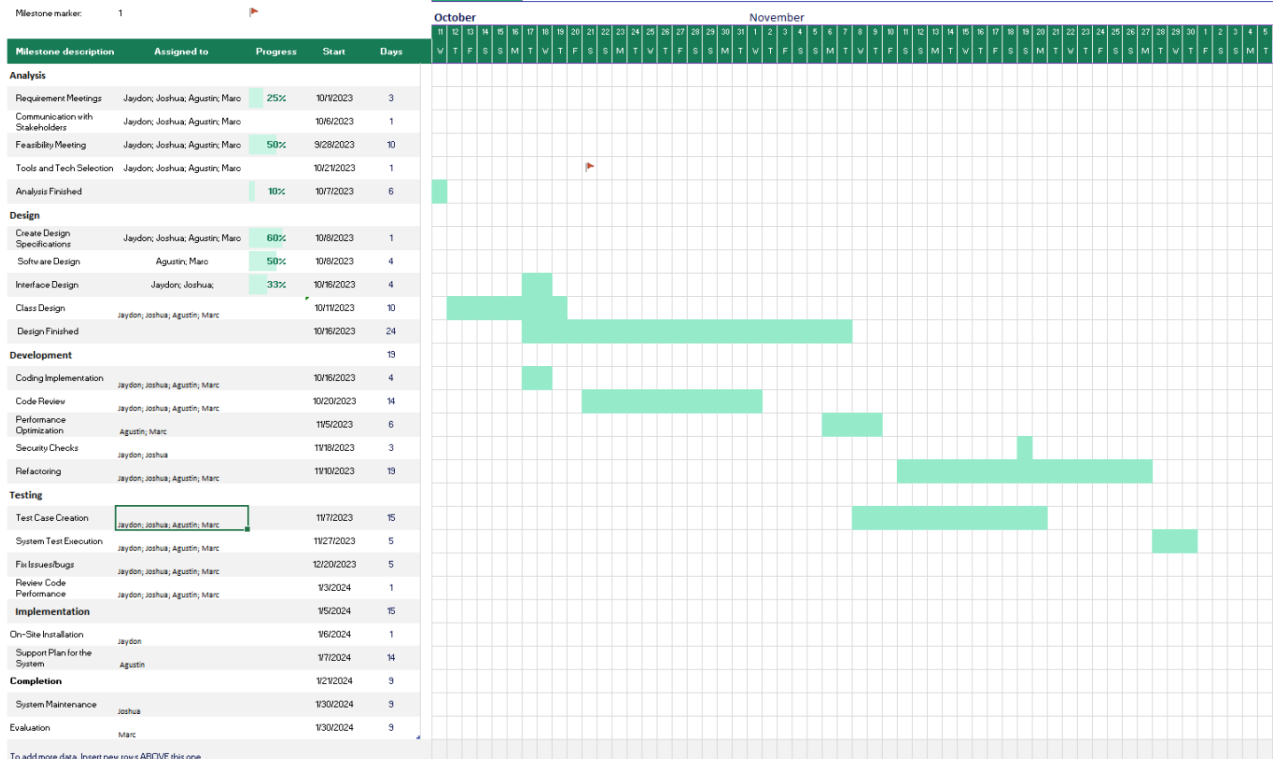 Milestone marker: 1
October November
11 12 13 14 15 16 17 18 19 20 21 22 23 24 25 26 27 28 29 30 31 1 2 3 4 5 6 7 8 9 10 11 12 13 14 15 16 17 18 19 20 21 22 23 24 25 26 27 28 29 30 1 2 3 4 5
Milestone description Assigned to Progress Start Days W T F S S M T W T F S S M T W T F S S M T W T F S S M T W T F S S M T W T F S S M T W T F S S M T W T F S S M T
Analysis
Requirement Meetings Jaydon; Joshua; Agustin; Marc 25% 10/1/2023 3
Communication with
Stakeholders Jaydon; Joshua; Agustin; Marc 10/6/2023 1
Feasibility Meeting Jaydon; Joshua; Agustin; Marc 50% 9/28/2023 10
Tools and Tech Selection Jaydon; Joshua; Agustin; Marc 10/21/2023 1
Analysis Finished 10% 10/7/2023 6
Design
Create Design
Specifications Jaydon; Joshua; Agustin; Marc 60% 10/8/2023 1
Software Design Agustin; Marc 50% 10/8/2023 4
Interface Design Jaydon; Joshua; 33% 10/16/2023 4
Class Design Jaydon; Joshua; Agustin; Marc 10/11/2023 10
Design Finished 10/16/2023 24
Development 19
Coding Implementation Jaydon; Joshua; Agustin; Marc 10/16/2023 4
Code Review Jaydon; Joshua; Agustin; Marc 10/20/2023 14
Performance
Optimization Agustin; Marc 11/5/2023 6
Security Checks Jaydon; Joshua 11/18/2023 3
Refactoring Jaydon; Joshua; Agustin; Marc 11/10/2023 19
Testing
Test Case Creation Jaydon; Joshua; Agustin; Marc 11/7/2023 15
System Test Execution Jaydon; Joshua; Agustin; Marc 11/27/2023 5
Fix Issues/bugs Jaydon; Joshua; Agustin; Marc 12/20/2023 5
Review Code
Performance Jaydon; Joshua; Agustin; Marc 1/3/2024 1
Implementation 1/5/2024 15
On-Site Installation Jaydon 1/6/2024 1
Support Plan for the
System Agustin 1/7/2024 14
Completion 1/21/2024 9
System Maintenance Joshua 1/30/2024 9
Evaluation Marc 1/30/2024 9
To add more data, Insert new rows ABOVE this one